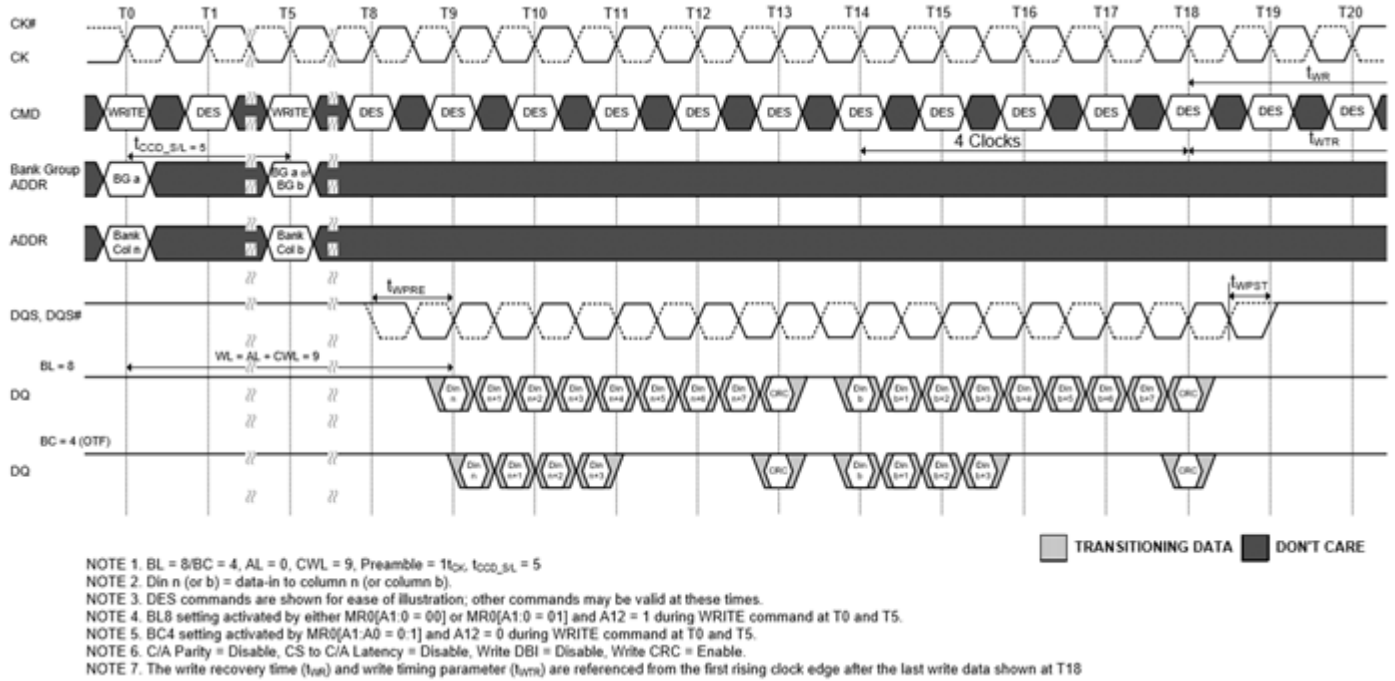 T0 T1 T5 T8 T9 T10 T11 T12 T13 T14 T15 T16 T17 T18 T19 T20
CK#
CK
tWR
CMD WRITE DES WRITE DES DES DES DES DES DES DES DES DES DES DES DES DES
tCCD_S/L = 5 4 Clocks tWTR
Bank Group
ADDR
BG a
BG a or
BG b
ADDR
Bank
Col n
Bank
Col b
tWPRE tWPST
DQS, DQS#
WL = AL + CWL = 9
BL = 8
DQ
Din n Din n+1 Din n+2 Din n+3 Din n+4 Din n+5 Din n+6 Din n+7 CRC Din b Din b+1 Din b+2 Din b+3 Din b+4 Din b+5 Din b+6 Din b+7 CRC
BC = 4 (OTF)
DQ
Din n Din n+1 Din n+2 Din n+3 CRC Din b Din b+1 Din b+2 Din b+3 CRC
TRANSITIONING DATA DON'T CARE
NOTE 1. BL = 8/BC = 4, AL = 0, CWL = 9, Preamble = 1tCK, tCCD_S/L = 5
NOTE 2. Din n (or b) = data-in to column n (or column b).
NOTE 3. DES commands are shown for ease of illustration; other commands may be valid at these times.
NOTE 4. BL8 setting activated by either MR0[A1:0 = 00] or MR0[A1:0 = 01] and A12 = 1 during WRITE command at T0 and T5.
NOTE 5. BC4 setting activated by MR0[A1:A0 = 0:1] and A12 = 0 during WRITE command at T0 and T5.
NOTE 6. C/A Parity = Disable, CS to C/A Latency = Disable, Write DBI = Disable, Write CRC = Enable.
NOTE 7. The write recovery time (tWR) and write timing parameter (tWTR) are referenced from the first rising clock edge after the last write data shown at T18